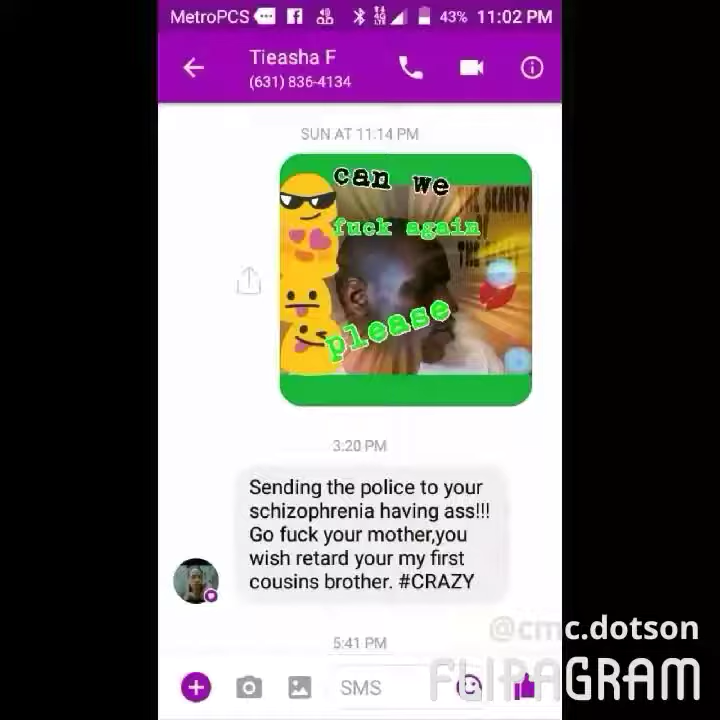 MetroPCS 43% 11:02 PM
Tieasha F
(631) 836-4134
SUN AT 11:14 PM
can we
fuck again
please
3:20 PM
Sending the police to your
schizophrenia having ass!!!
Go fuck your mother,you
wish retard your my first
cousins brother. #CRAZY
@cmc.dotson
5:41 PM
SMS
FLIPAGRAM